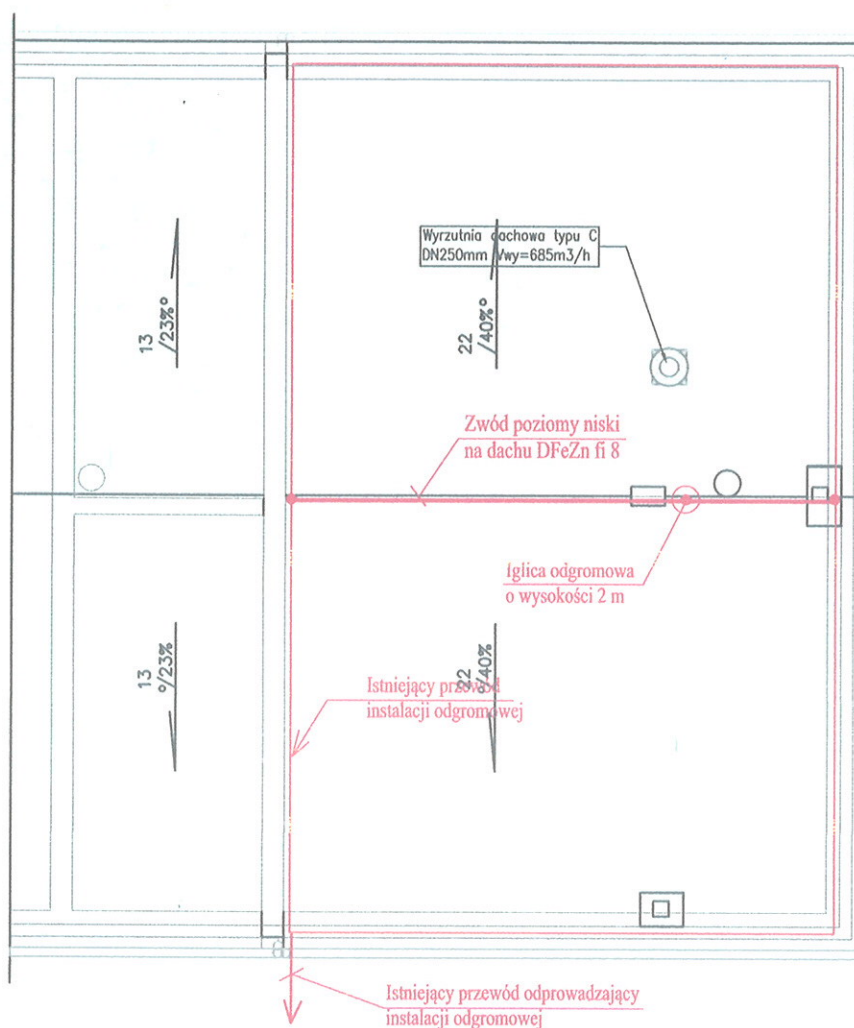 Wyrzutnia dachowa typu C
DN250mm Vwy=685m3/h
13
/23%°
22
/40%°
Zwód poziomy niski
na dachu DFeZn fi 8
Iglica odgromowa
o wysokości 2 m
13
°/23%
22
°/40%
Istniejący przewód
instalacji odgromowej
Istniejący przewód odprowadzający
instalacji odgromowej